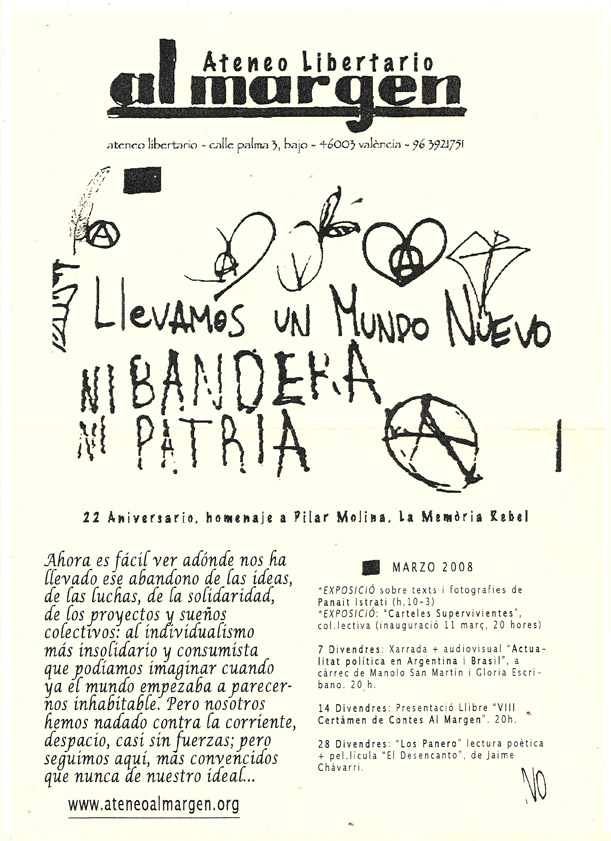 Ateneo Libertario
al margen
ateneo libertario - calle palma 3, bajo - 46003 valència - 96 3921751
Llevamos un Mundo Nuevo
NI BANDERA
NI PATRIA
22 Aniversario, homenaje a Pilar Molina, La Memòria Rebel
Ahora es fácil ver adónde nos ha
llevado ese abandono de las ideas,
de las luchas, de la solidaridad,
de los proyectos y sueños
colectivos: al individualismo
más insolidario y consumista
que podíamos imaginar cuando
ya el mundo empezaba a parecer-
nos inhabitable. Pero nosotros
hemos nadado contra la corriente,
despacio, casi sin fuerzas; pero
seguimos aquí, más convencidos
que nunca de nuestro ideal...
www.ateneoalmargen.org
MARZO 2008
*EXPOSICIÓ sobre texts i fotografies de
Panait Istrati (h,10-3)
*EXPOSICIÓ: "Carteles Supervivientes",
col.lectiva (inauguració 11 març, 20 hores)
7 Divendres: Xarrada + audiovisual "Actua-
litat política en Argentina i Brasil", a
càrrec de Manolo San Martín i Gloria Escri-
bano. 20 h.
14 Divendres: Presentació Llibre "VIII
Certámen de Contes Al Margen". 20h.
28 Divendres: "Los Panero" lectura poètica
+ pel.lícula "El Desencanto", de Jaime
Chávarri.
NO